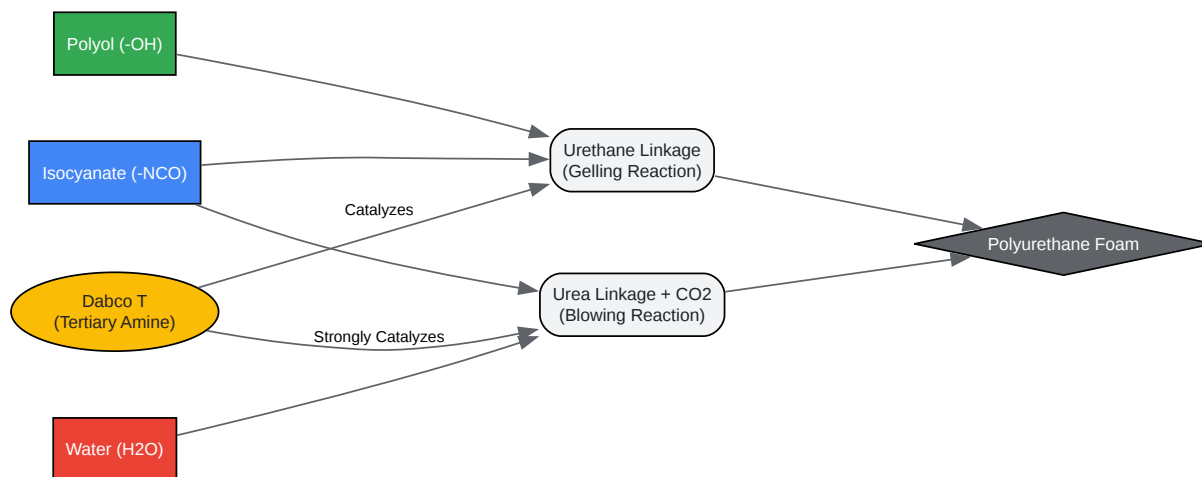 Polyol (-OH)
Isocyanate (-NCO)
Urethane Linkage
(Gelling Reaction)
Catalyzes
Polyurethane Foam
Dabco T
(Tertiary Amine)
Urea Linkage + CO2
(Blowing Reaction)
Strongly Catalyzes
Water (H2O)